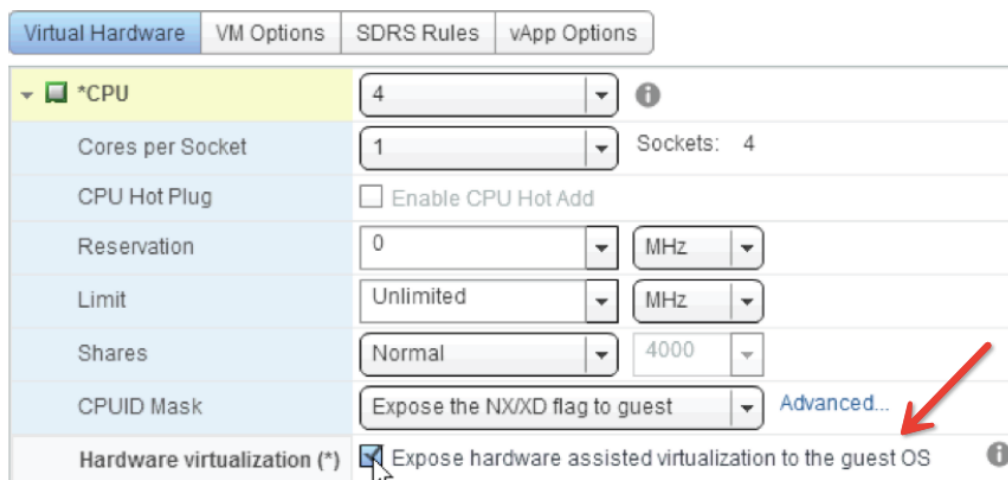 Virtual Hardware VM Options SDRS Rules vApp Options
*CPU 4
Cores per Socket 1 Sockets: 4
CPU Hot Plug Enable CPU Hot Add
Reservation 0 MHz
Limit Unlimited MHz
Shares Normal 4000
CPUID Mask Expose the NX/XD flag to guest Advanced...
Hardware virtualization (*) Expose hardware assisted virtualization to the guest OS